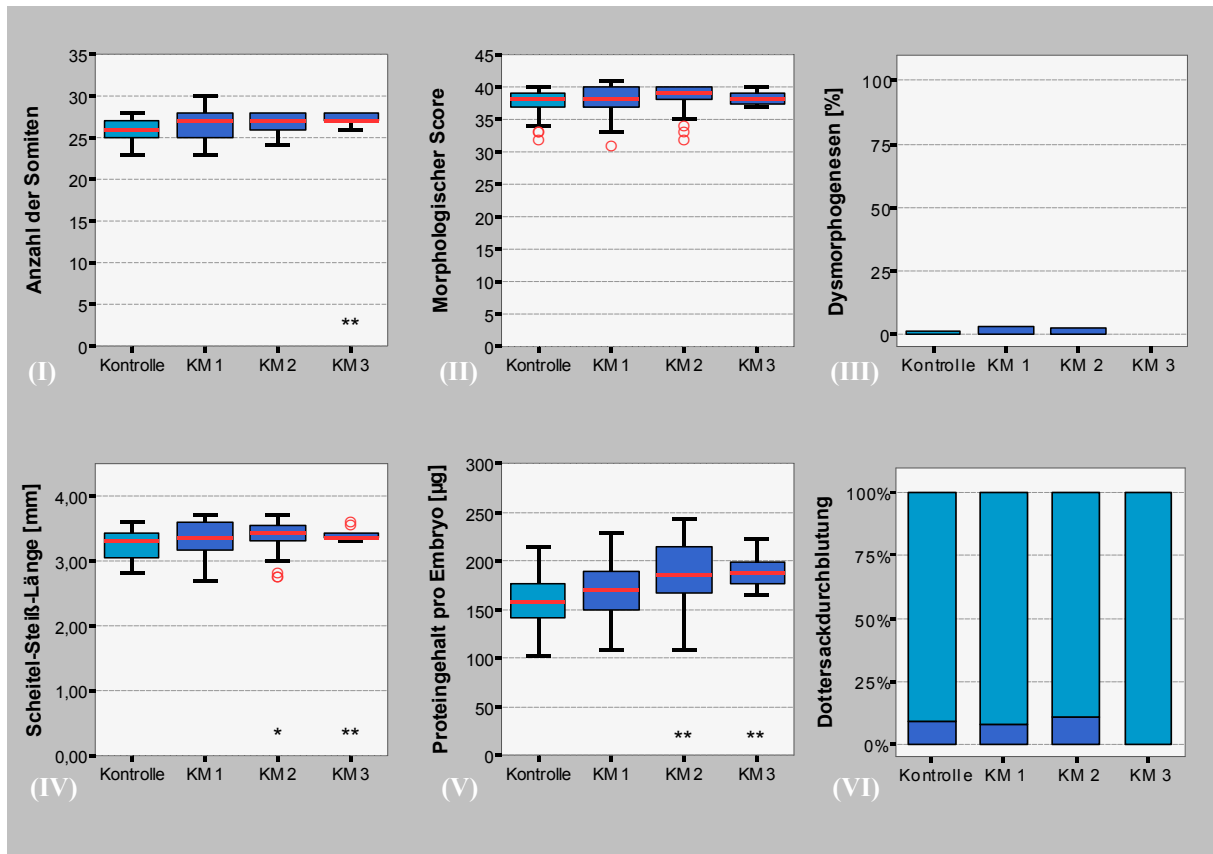 Anzahl der Somiten
35
30
25
20
15
10
5
0
**
Kontrolle KM 1 KM 2 KM 3
(I)
Morphologischer Score
45
40
35
30
25
20
15
10
5
0
Kontrolle KM 1 KM 2 KM 3
(II)
Dysmorphogenesen [%]
100
75
50
25
0
Kontrolle KM 1 KM 2 KM 3
(III)
Scheitel-Steiß-Länge [mm]
4,00
3,00
2,00
1,00
0,00
* **
Kontrolle KM 1 KM 2 KM 3
(IV)
Proteingehalt pro Embryo [µg]
300
250
200
150
100
50
0
** **
Kontrolle KM 1 KM 2 KM 3
(V)
Dottersackdurchblutung
100%
75%
50%
25%
0%
Kontrolle KM 1 KM 2 KM 3
(VI)